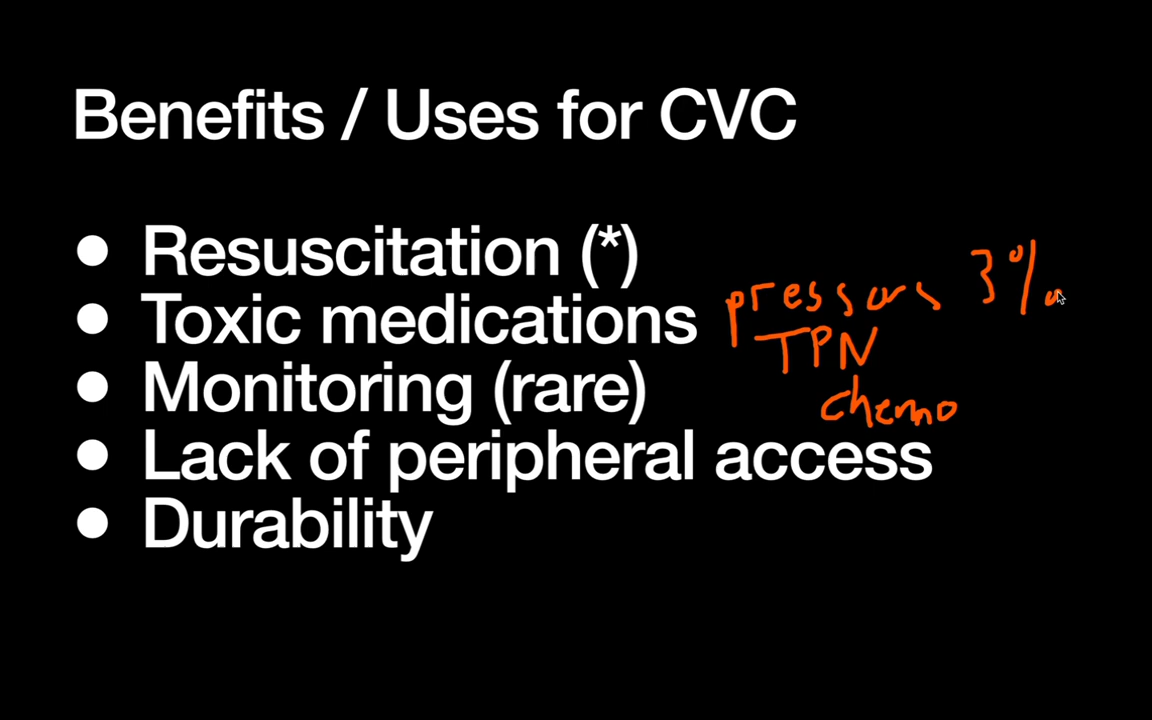 Benefits / Uses for CVC
● Resuscitation (*)
● Toxic medications
pressors 3%
● Monitoring (rare)
TPN
chemo
● Lack of peripheral access
● Durability